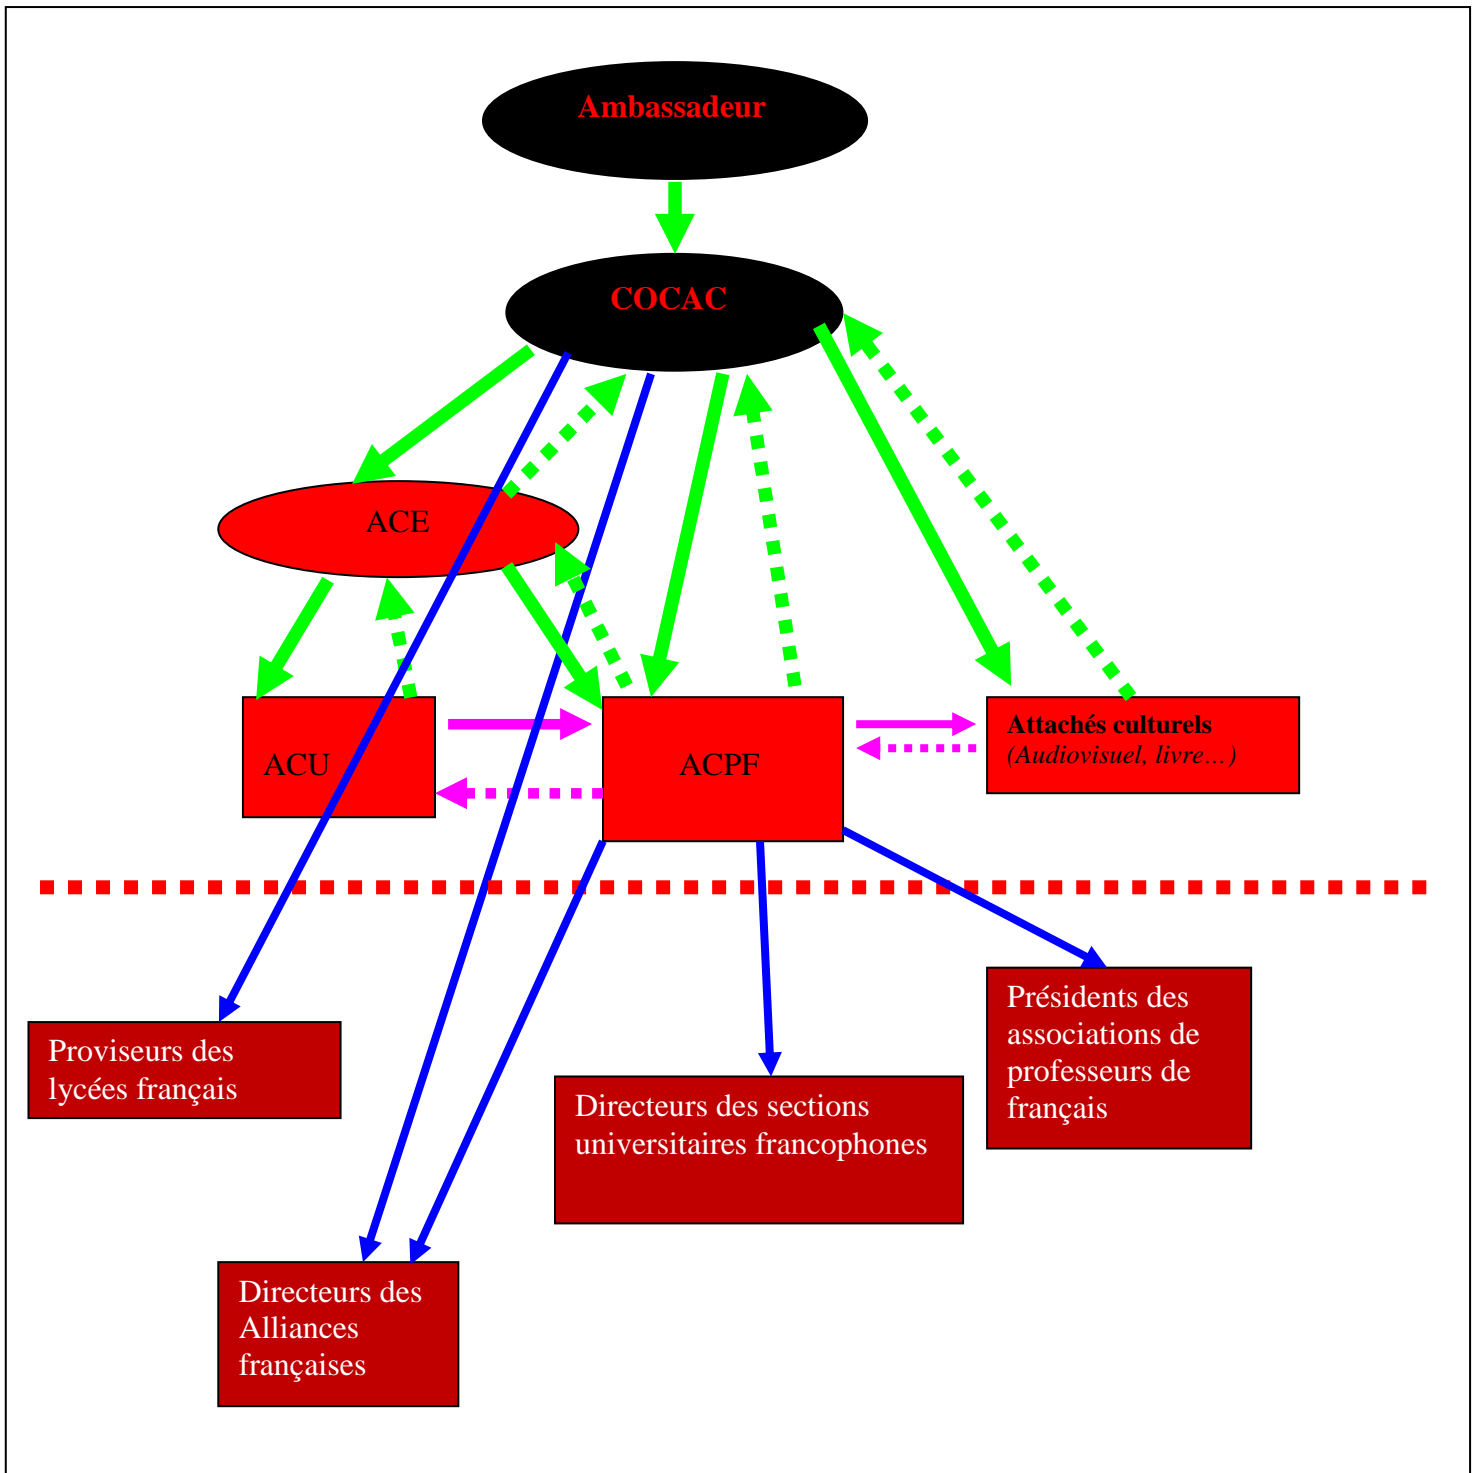 Ambassadeur
COCAC
ACE
ACU
ACPF
Attachés culturels
(Audiovisuel, livre…)
Proviseurs des
lycées français
Directeurs des sections
universitaires francophones
Présidents des
associations de
professeurs de
français
Directeurs des
Alliances
françaises